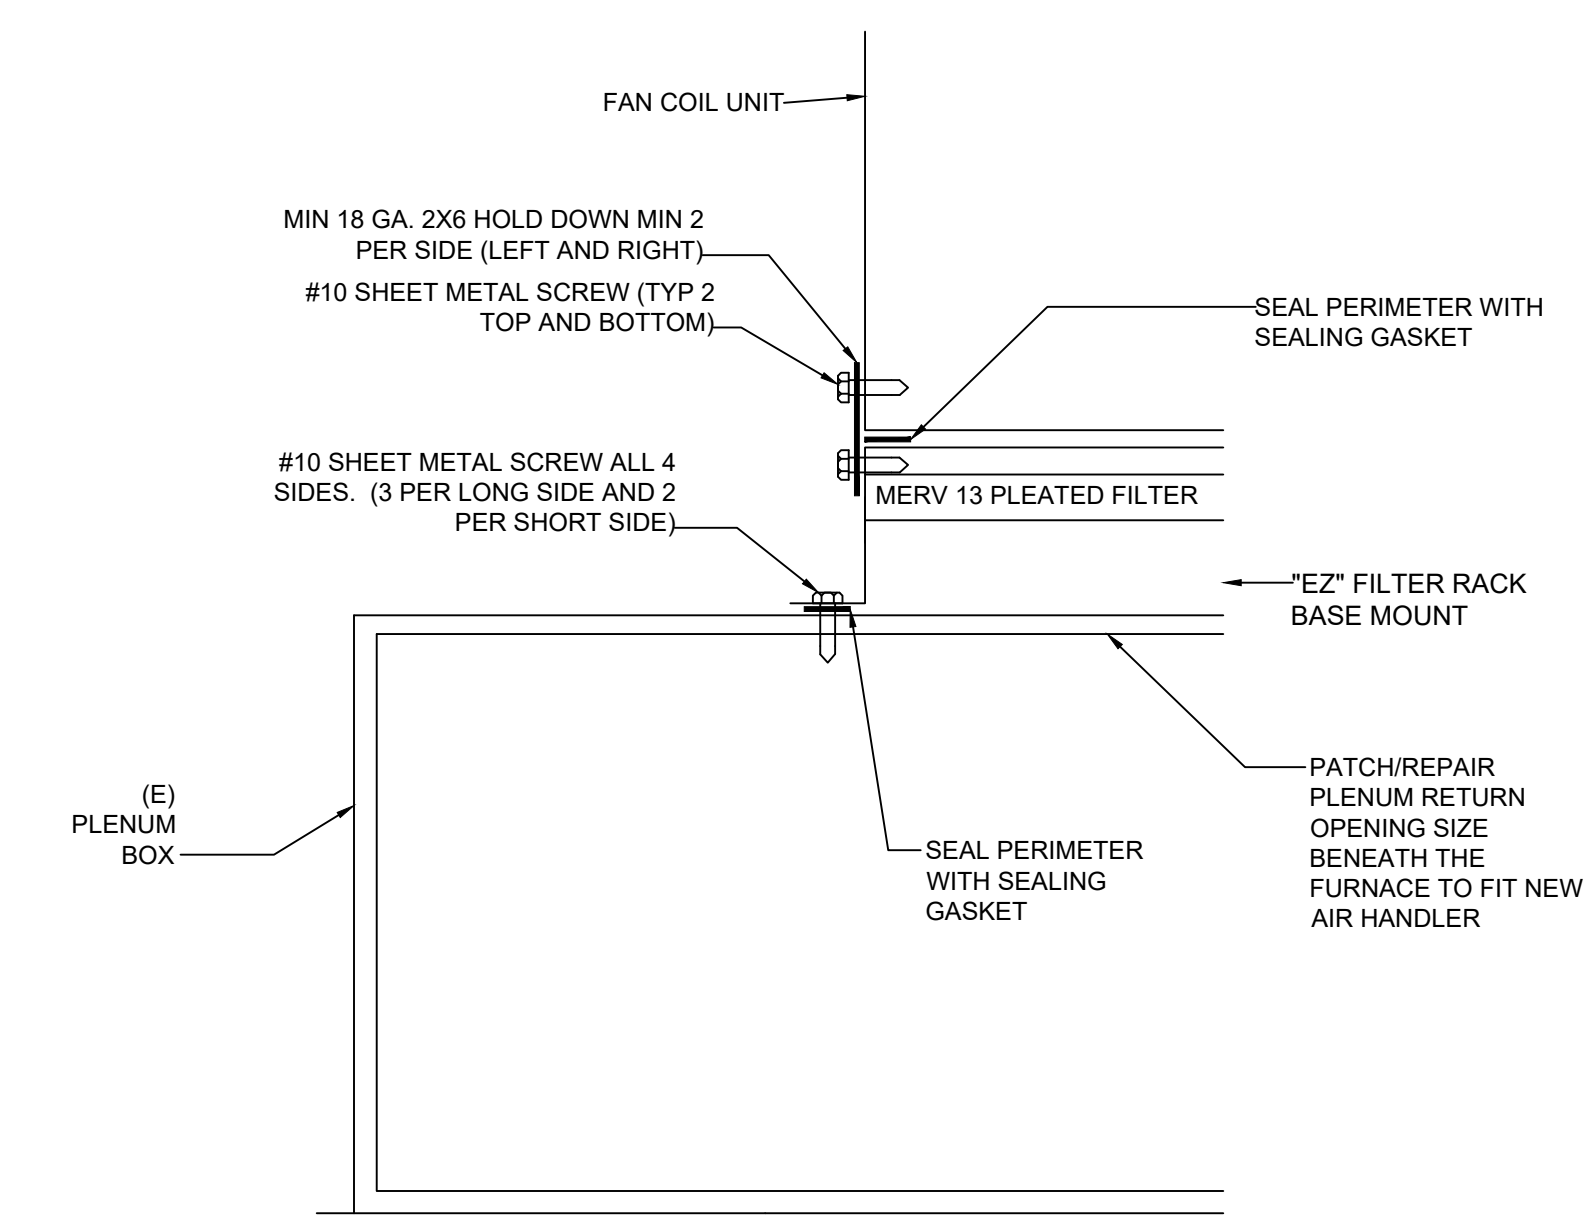 FAN COIL UNIT
MIN 18 GA. 2X6 HOLD DOWN MIN 2
PER SIDE (LEFT AND RIGHT)
#10 SHEET METAL SCREW (TYP 2
TOP AND BOTTOM)
SEAL PERIMETER WITH
SEALING GASKET
#10 SHEET METAL SCREW ALL 4
SIDES. (3 PER LONG SIDE AND 2
PER SHORT SIDE)
MERV 13 PLEATED FILTER
"EZ" FILTER RACK
BASE MOUNT
(E)
PLENUM
BOX
SEAL PERIMETER
WITH SEALING
GASKET
PATCH/REPAIR
PLENUM RETURN
OPENING SIZE
BENEATH THE
FURNACE TO FIT NEW
AIR HANDLER